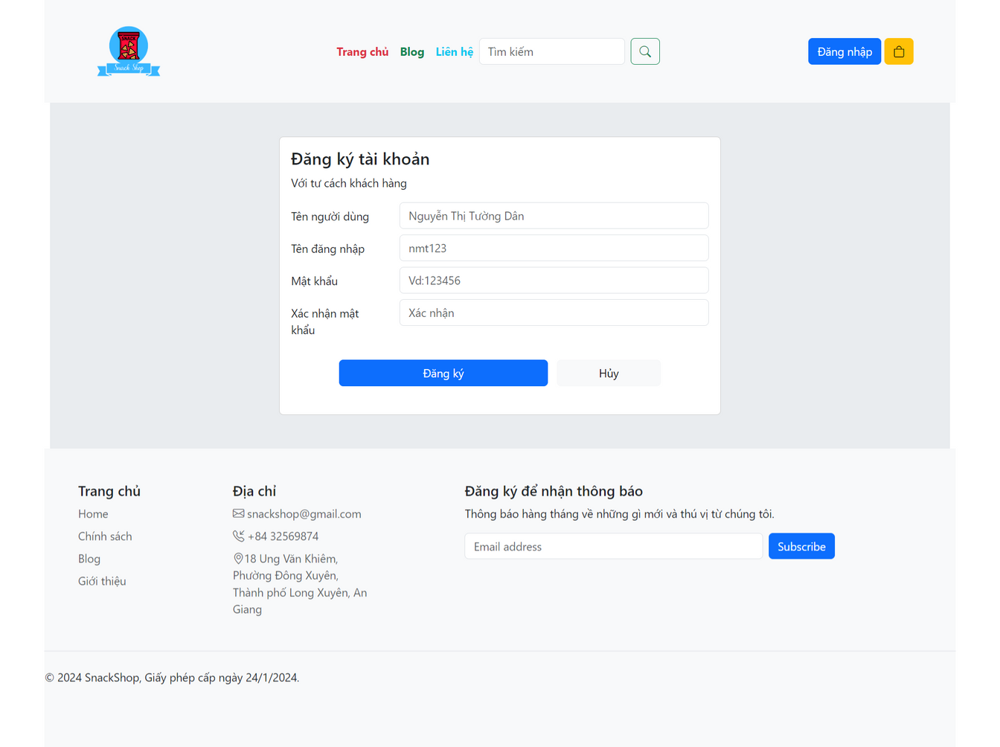 SNACK
Snack Shop
Trang chủ
Blog
Liên hệ
Tìm kiếm
Đăng nhập
Đăng ký tài khoản
Với tư cách khách hàng
Tên người dùng
Nguyễn Thị Tường Dân
Tên đăng nhập
nmt123
Mật khẩu
Vd:123456
Xác nhận mật
khẩu
Xác nhận
Đăng ký
Hủy
Trang chủ
Home
Chính sách
Blog
Giới thiệu
Địa chỉ
snackshop@gmail.com
+84 32569874
18 Ung Văn Khiêm,
Phường Đông Xuyên,
Thành phố Long Xuyên, An
Giang
Đăng ký để nhận thông báo
Thông báo hàng tháng về những gì mới và thú vị từ chúng tôi.
Email address
Subscribe
© 2024 SnackShop, Giấy phép cấp ngày 24/1/2024.